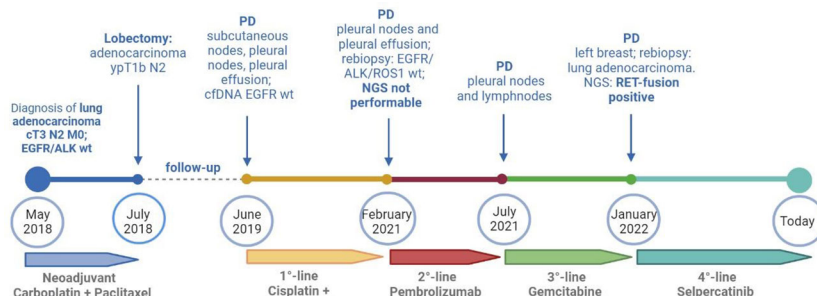 Diagnosis of lung
adenocarcinoma
cT3 N2 M0;
EGFR/ALK wt
Lobectomy:
adenocarcinoma
ypT1b N2
follow-up
PD
subcutaneous
nodes, pleural
nodes, pleural
effusion;
cfDNA EGFR wt
PD
pleural nodes and
pleural effusion;
rebiopsy: EGFR/
ALK/ROS1 wt;
NGS not
performable
PD
pleural nodes
and lymphnodes
PD
left breast; rebiopsy:
lung adenocarcinoma.
NGS: RET-fusion
positive
May
2018
July
2018
June
2019
February
2021
July
2021
January
2022
Today
Neoadjuvant
Carboplatin + Paclitaxel
1°-line
Cisplatin +
2°-line
Pembrolizumab
3°-line
Gemcitabine
4°-line
Selpercatinib